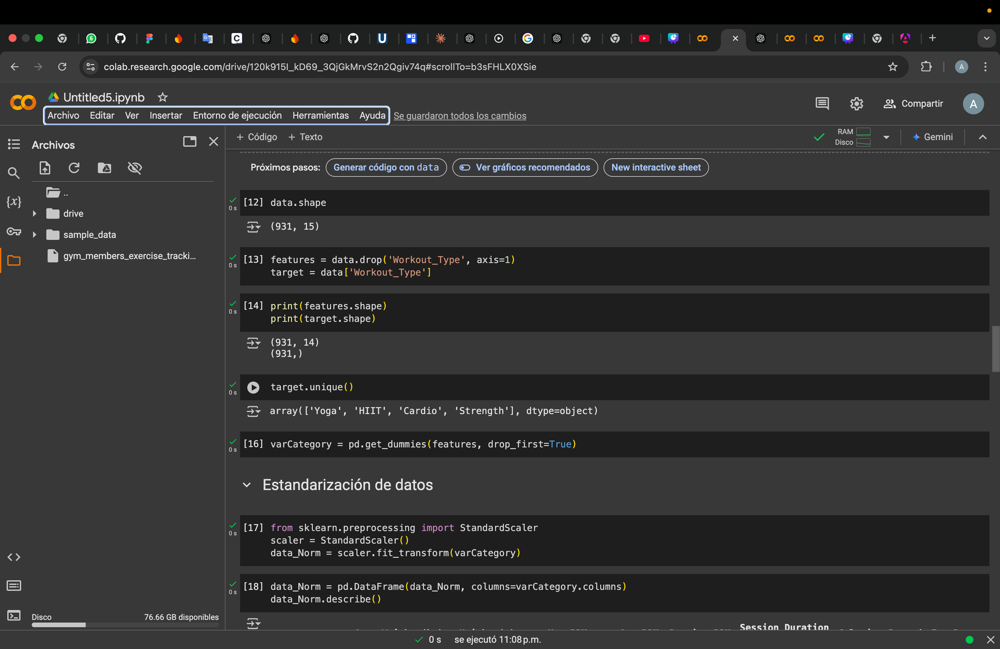 6
colab.research.google.com/drive/120k915I_kD69_3QjGkMrvS2n2Qgiv74q#scrollTo=b3sFHLX0XSie
A
Untitled5.ipynb
Archivo Editar Ver Insertar Entorno de ejecución Herramientas Ayuda Se guardaron todos los cambios
Compartir
A
Archivos
+ Código + Texto
RAM
Disco
Gemini
Próximos pasos: Generar código con data Ver gráficos recomendados New interactive sheet
..
drive
sample_data
gym_members_exercise_tracki...
{x}
0 s
[12] data.shape
(931, 15)
0 s
[13] features = data.drop('Workout_Type', axis=1)
target = data['Workout_Type']
0 s
[14] print(features.shape)
print(target.shape)
(931, 14)
(931,)
0 s
target.unique()
array(['Yoga', 'HIIT', 'Cardio', 'Strength'], dtype=object)
0 s
[16] varCategory = pd.get_dummies(features, drop_first=True)
Estandarización de datos
0 s
[17] from sklearn.preprocessing import StandardScaler
scaler = StandardScaler()
data_Norm = scaler.fit_transform(varCategory)
0 s
[18] data_Norm = pd.DataFrame(data_Norm, columns=varCategory.columns)
data_Norm.describe()
Session_Duration
Disco 76.66 GB disponibles
0 s se ejecutó 11:08 p.m.